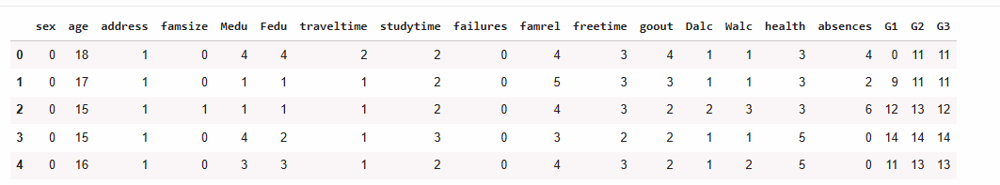 sex age address famsize Medu Fedu traveltime studytime failures famrel freetime goout Dalc Walc health absences G1 G2 G3
0 0 18 1 0 4 4 2 2 0 4 3 4 1 1 3 4 0 11 11
1 0 17 1 0 1 1 1 2 0 5 3 3 1 1 3 2 9 11 11
2 0 15 1 1 1 1 1 2 0 4 3 2 2 3 3 6 12 13 12
3 0 15 1 0 4 2 1 3 0 3 2 2 1 1 5 0 14 14 14
4 0 16 1 0 3 3 1 2 0 4 3 2 1 2 5 0 11 13 13